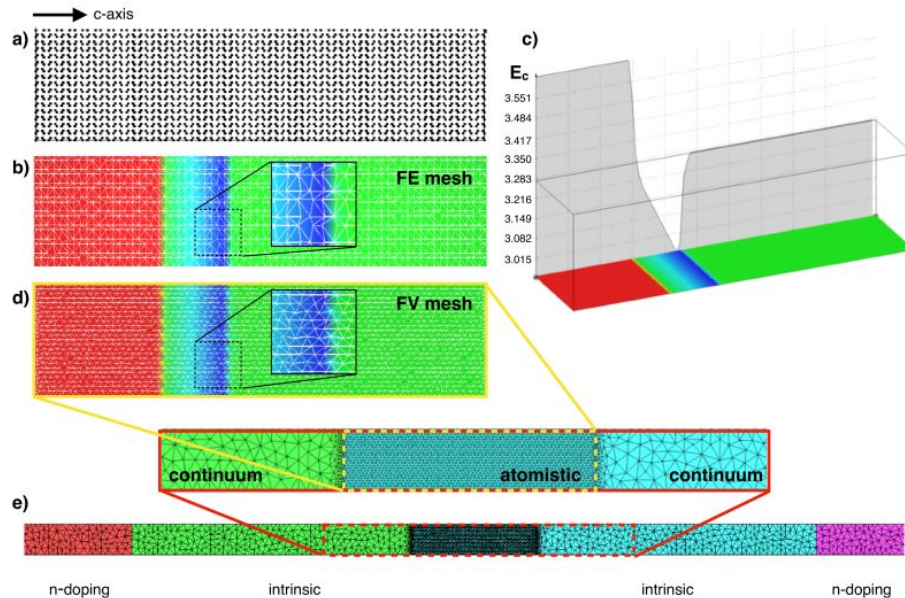 c-axis
a)
c)
E_c
3.551
3.484
3.417
3.350
3.283
3.216
3.149
3.082
3.015
b)
FE mesh
d)
FV mesh
continuum
atomistic
continuum
e)
n-doping
intrinsic
intrinsic
n-doping